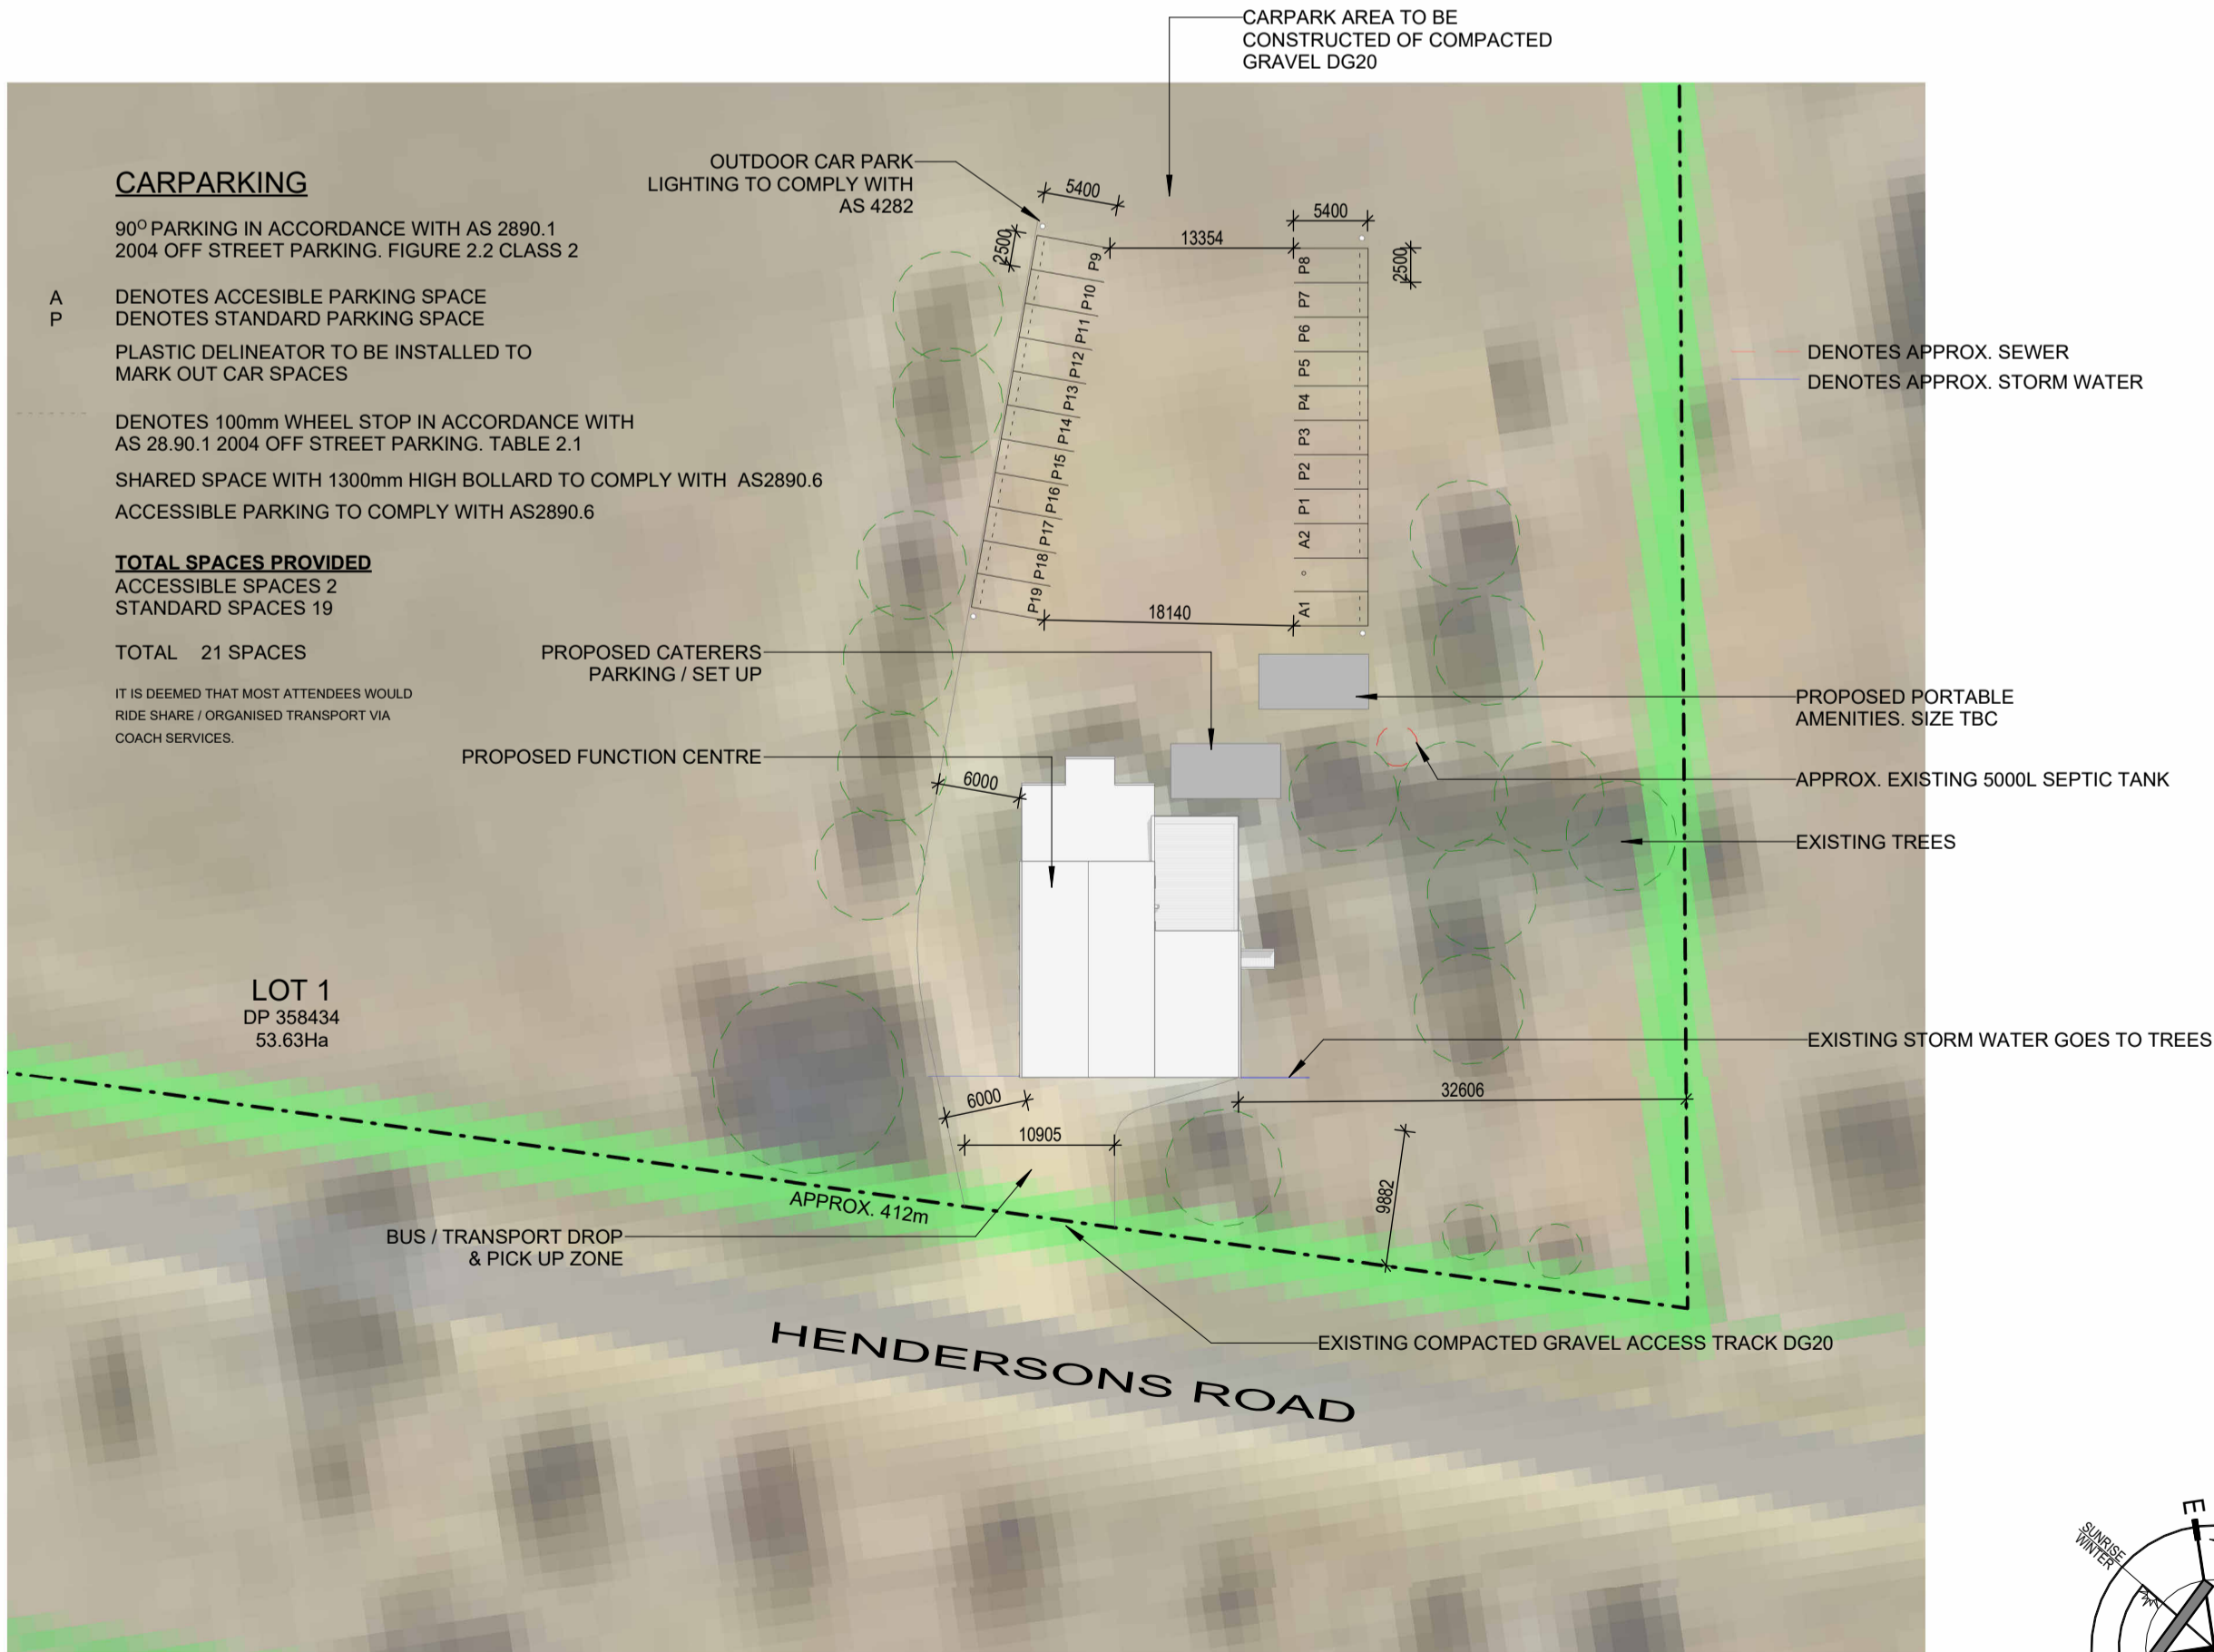 CARPARK AREA TO BE
CONSTRUCTED OF COMPACTED
GRAVEL DG20
OUTDOOR CAR PARK
LIGHTING TO COMPLY WITH
AS 4282
CARPARKING
90O PARKING IN ACCORDANCE WITH AS 2890.1
2004 OFF STREET PARKING. FIGURE 2.2 CLASS 2
A DENOTES ACCESIBLE PARKING SPACE
P DENOTES STANDARD PARKING SPACE
PLASTIC DELINEATOR TO BE INSTALLED TO
MARK OUT CAR SPACES
DENOTES 100mm WHEEL STOP IN ACCORDANCE WITH
AS 28.90.1 2004 OFF STREET PARKING. TABLE 2.1
SHARED SPACE WITH 1300mm HIGH BOLLARD TO COMPLY WITH AS2890.6
ACCESSIBLE PARKING TO COMPLY WITH AS2890.6
TOTAL SPACES PROVIDED
ACCESSIBLE SPACES 2
STANDARD SPACES 19
TOTAL 21 SPACES
IT IS DEEMED THAT MOST ATTENDEES WOULD
RIDE SHARE / ORGANISED TRANSPORT VIA
COACH SERVICES.
5400
2500
13354
5400
2500
P9
P10
P11
P12
P13
P14
P15
P16
P17
P18
P19
P8
P7
P6
P5
P4
P3
P2
P1
A2
A1
18140
DENOTES APPROX. SEWER
DENOTES APPROX. STORM WATER
PROPOSED CATERERS
PARKING / SET UP
PROPOSED PORTABLE
AMENITIES. SIZE TBC
PROPOSED FUNCTION CENTRE
APPROX. EXISTING 5000L SEPTIC TANK
6000
EXISTING TREES
LOT 1
DP 358434
53.63Ha
EXISTING STORM WATER GOES TO TREES
6000
32606
10905
9882
APPROX. 412m
BUS / TRANSPORT DROP
& PICK UP ZONE
EXISTING COMPACTED GRAVEL ACCESS TRACK DG20
HENDERSONS ROAD
E
SUNRISE
WINTER